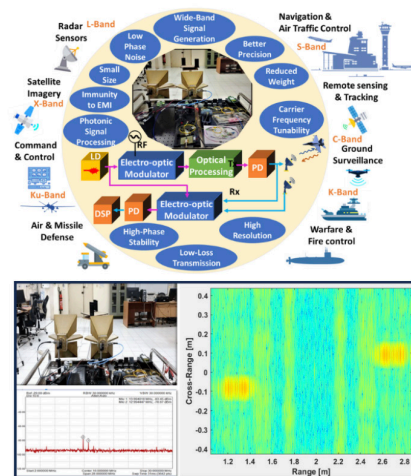 Radar
Sensors
L-Band
Wide-Band
Signal
Generation
Navigation &
Air Traffic Control
S-Band
Low
Phase
Noise
Better
Precision
Small
Size
Reduced
Weight
Satellite
Imagery
X-Band
Immunity
to EMI
Remote sensing
& Tracking
Carrier
Frequency
Tunability
Photonic
Signal
Processing
RF
C-Band
Command
& Control
LD
Electro-optic
Modulator
Optical
Processing
PD
Ground
Surveillance
Ku-Band
Rx
K-Band
DSP
PD
Electro-optic
Modulator
Air & Missile
Defense
High-Phase
Stability
High
Resolution
Warfare &
Fire control
Low-Loss
Transmission
Cross-Range [m]
0.4
0.3
0.2
0.1
0
-0.1
-0.2
-0.3
-0.4
1.2 1.4 1.6 1.8 2 2.2 2.4 2.6 2.8
Range [m]